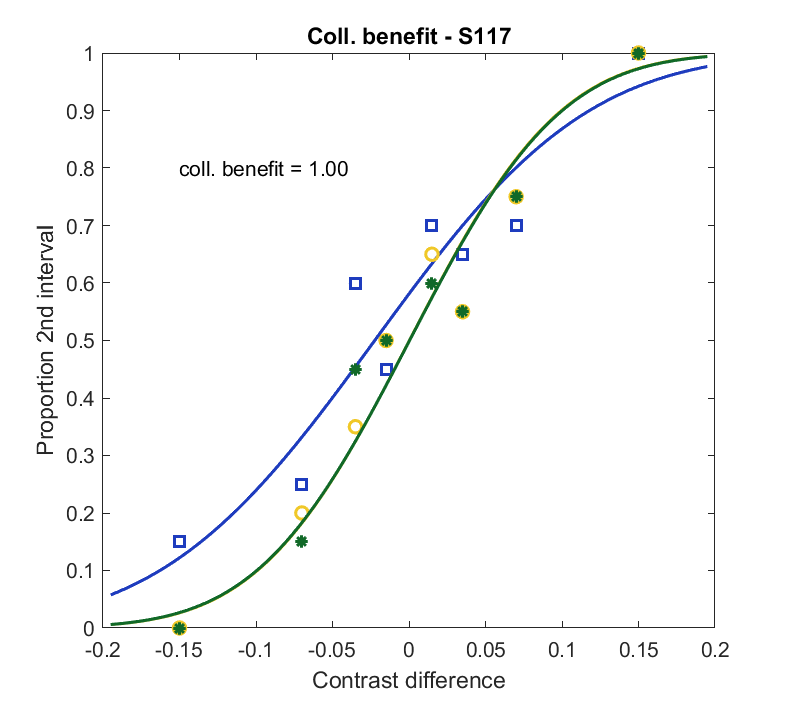 Coll. benefit - S117
1
0.9
0.8
0.7
0.6
0.5
0.4
0.3
0.2
0.1
0
coll. benefit = 1.00
Proportion 2nd interval
-0.2 -0.15 -0.1 -0.05 0 0.05 0.1 0.15 0.2
Contrast difference